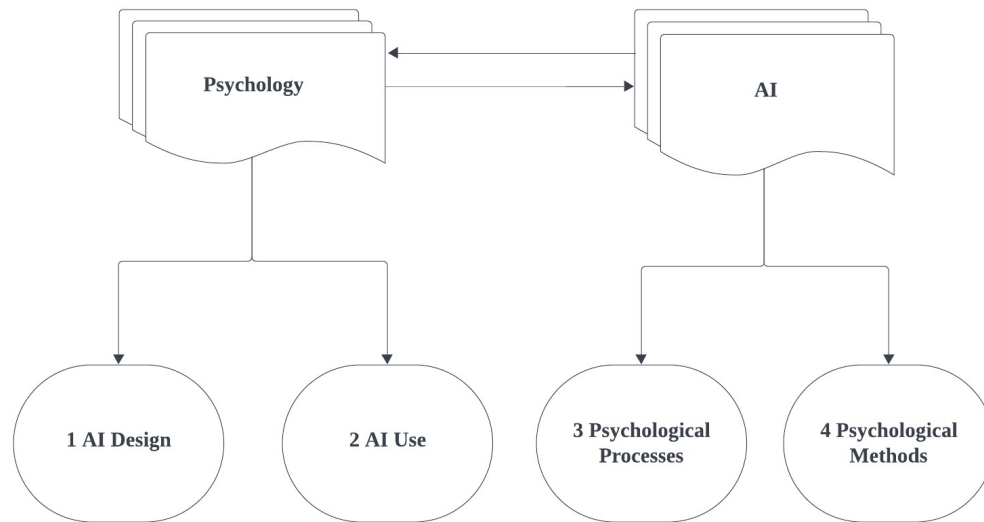 Psychology
AI
1 AI Design
2 AI Use
3 Psychological
Processes
4 Psychological
Methods